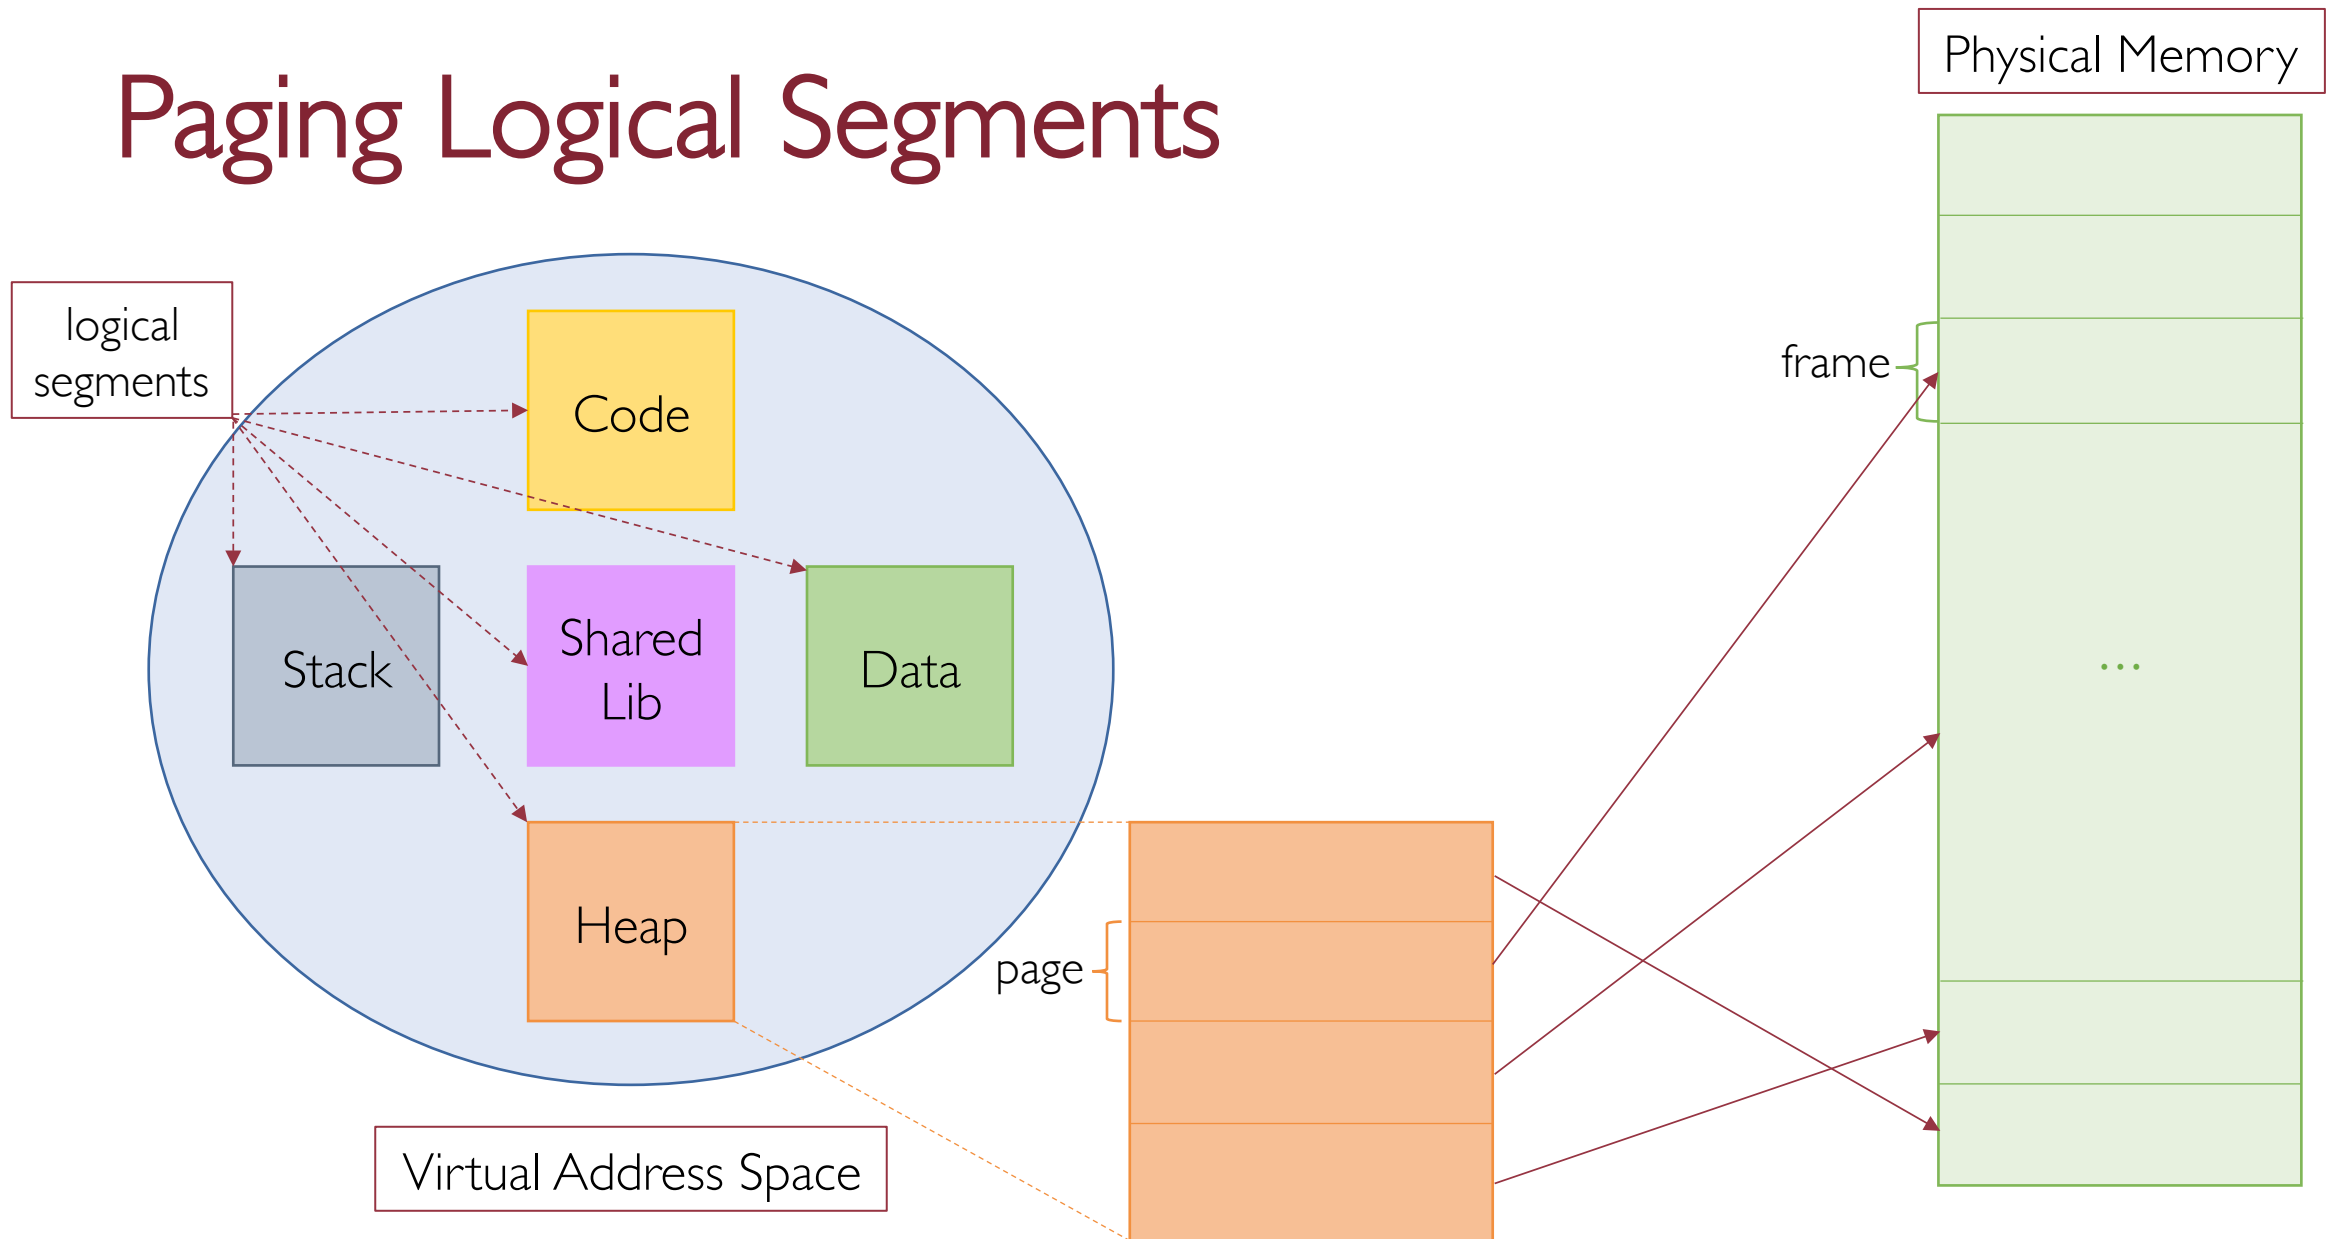 Physical Memory
Paging Logical Segments
logical
segments
frame
Code
Stack
Shared
Lib
Data
...
Heap
page
Virtual Address Space